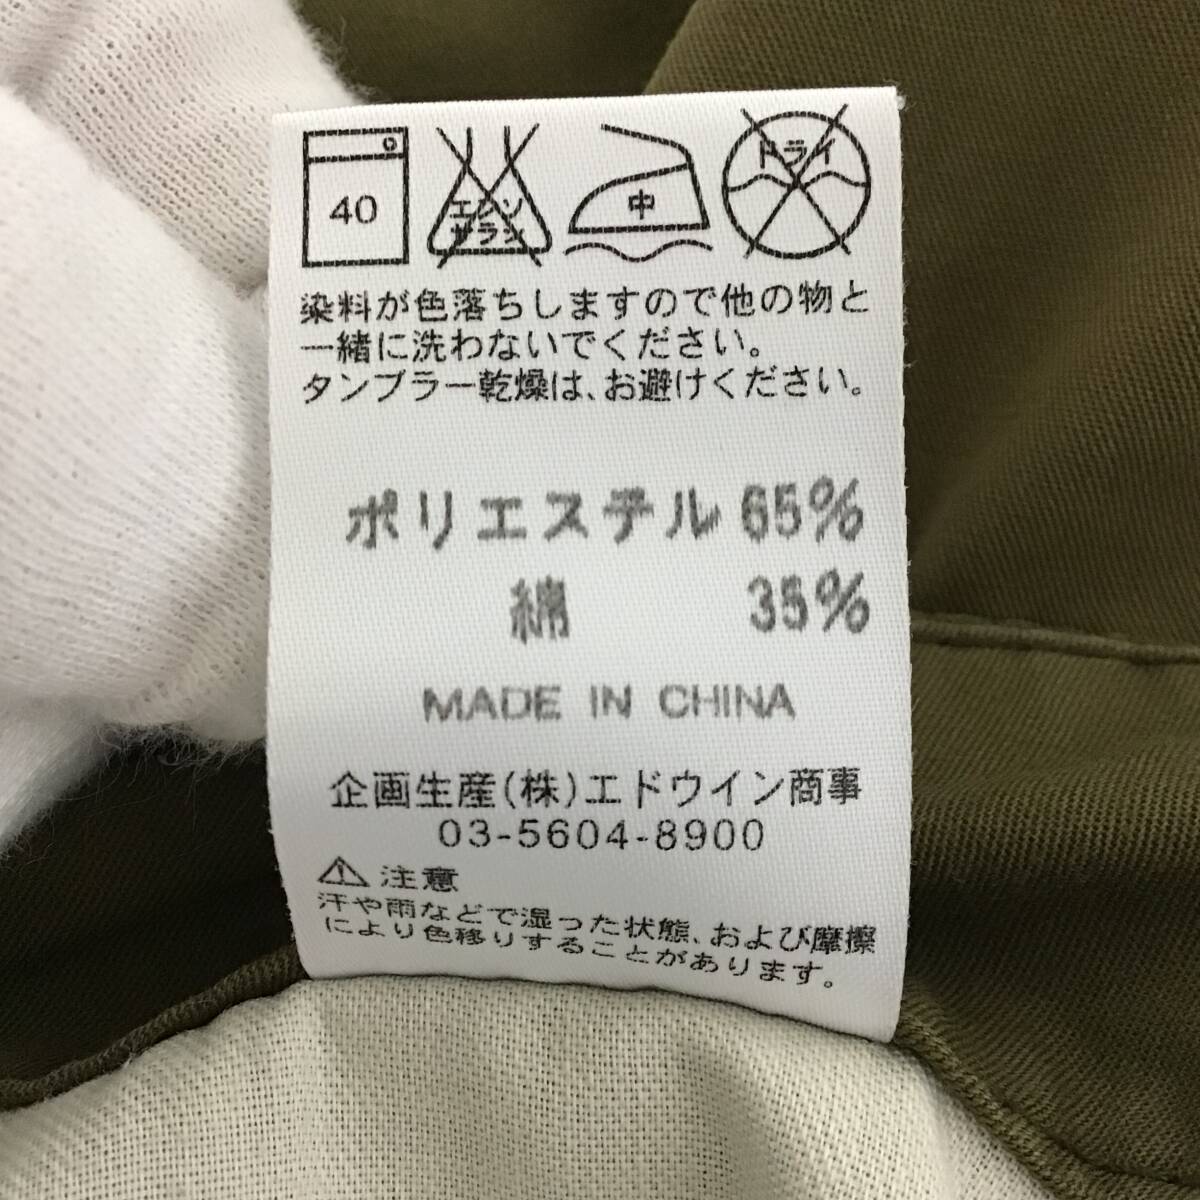 40
エンソ
サラシ
中
ドライ
染料が色落ちしますので他の物と
一緒に洗わないでください。
タンブラー乾燥は、お避けください。
ポリエステル 65%
綿 35%
MADE IN CHINA
企画生産(株)エドウイン商事
03-5604-8900
⚠ 注意
汗や雨などで湿った状態、および摩擦
により色移りすることがあります。